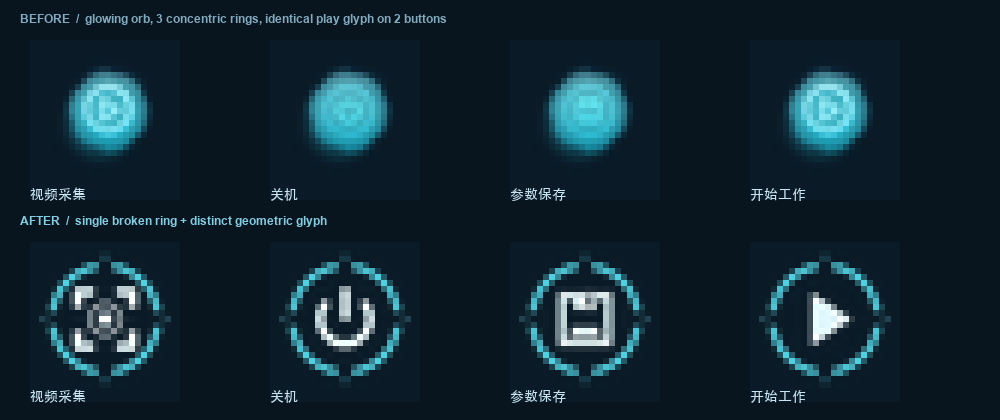 BEFORE / glowing orb, 3 concentric rings, identical play glyph on 2 buttons
视频采集 关机 参数保存 开始工作
AFTER / single broken ring + distinct geometric glyph
视频采集 关机 参数保存 开始工作